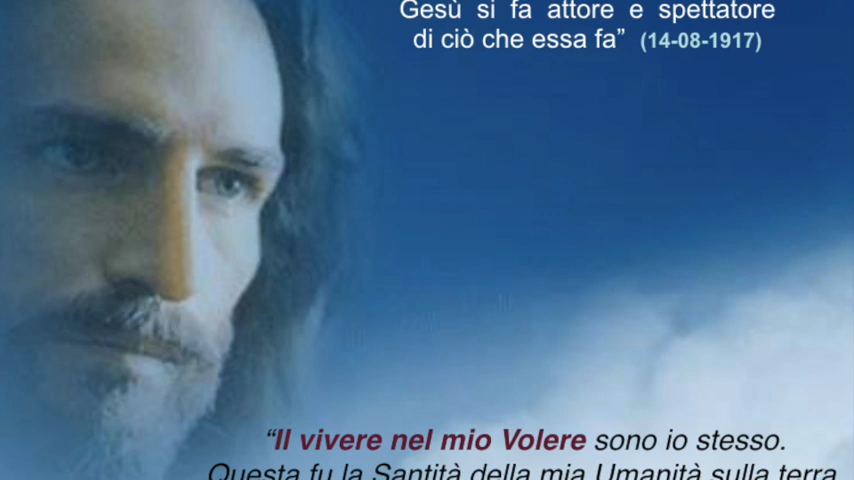 Gesù si fa attore e spettatore
di ciò che essa fa” (14-08-1917)
“Il vivere nel mio Volere sono io stesso.
Questa fu la Santità della mia Umanità sulla terra